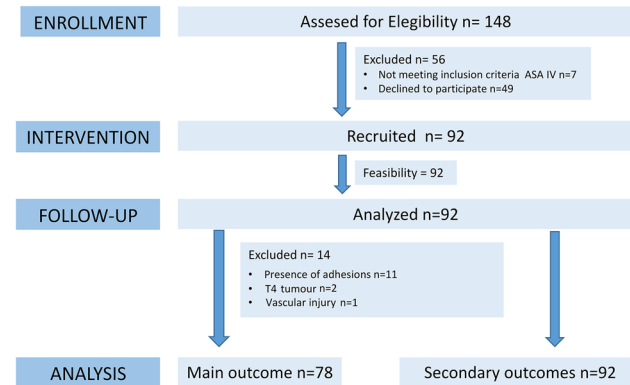 ENROLLMENT
Assesed for Elegibility n= 148
Excluded n= 56
• Not meeting inclusion criteria ASA IV n=7
• Declined to participate n=49
INTERVENTION
Recruited n= 92
Feasibility = 92
FOLLOW-UP
Analyzed n=92
Excluded n= 14
• Presence of adhesions n=11
• T4 tumour n=2
• Vascular injury n=1
ANALYSIS
Main outcome n=78
Secondary outcomes n=92